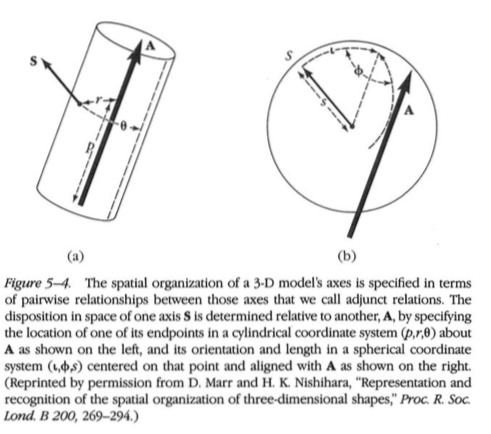 S
A
r
θ
p
(a)
S
ι
ϕ
s
A
(b)
Figure 5–4. The spatial organization of a 3-D model's axes is specified in terms
of pairwise relationships between those axes that we call adjunct relations. The
disposition in space of one axis S is determined relative to another, A, by specifying
the location of one of its endpoints in a cylindrical coordinate system (p,r,θ) about
A as shown on the left, and its orientation and length in a spherical coordinate
system (ι,ϕ,s) centered on that point and aligned with A as shown on the right.
(Reprinted by permission from D. Marr and H. K. Nishihara, "Representation and
recognition of the spatial organization of three-dimensional shapes," Proc. R. Soc.
Lond. B 200, 269–294.)